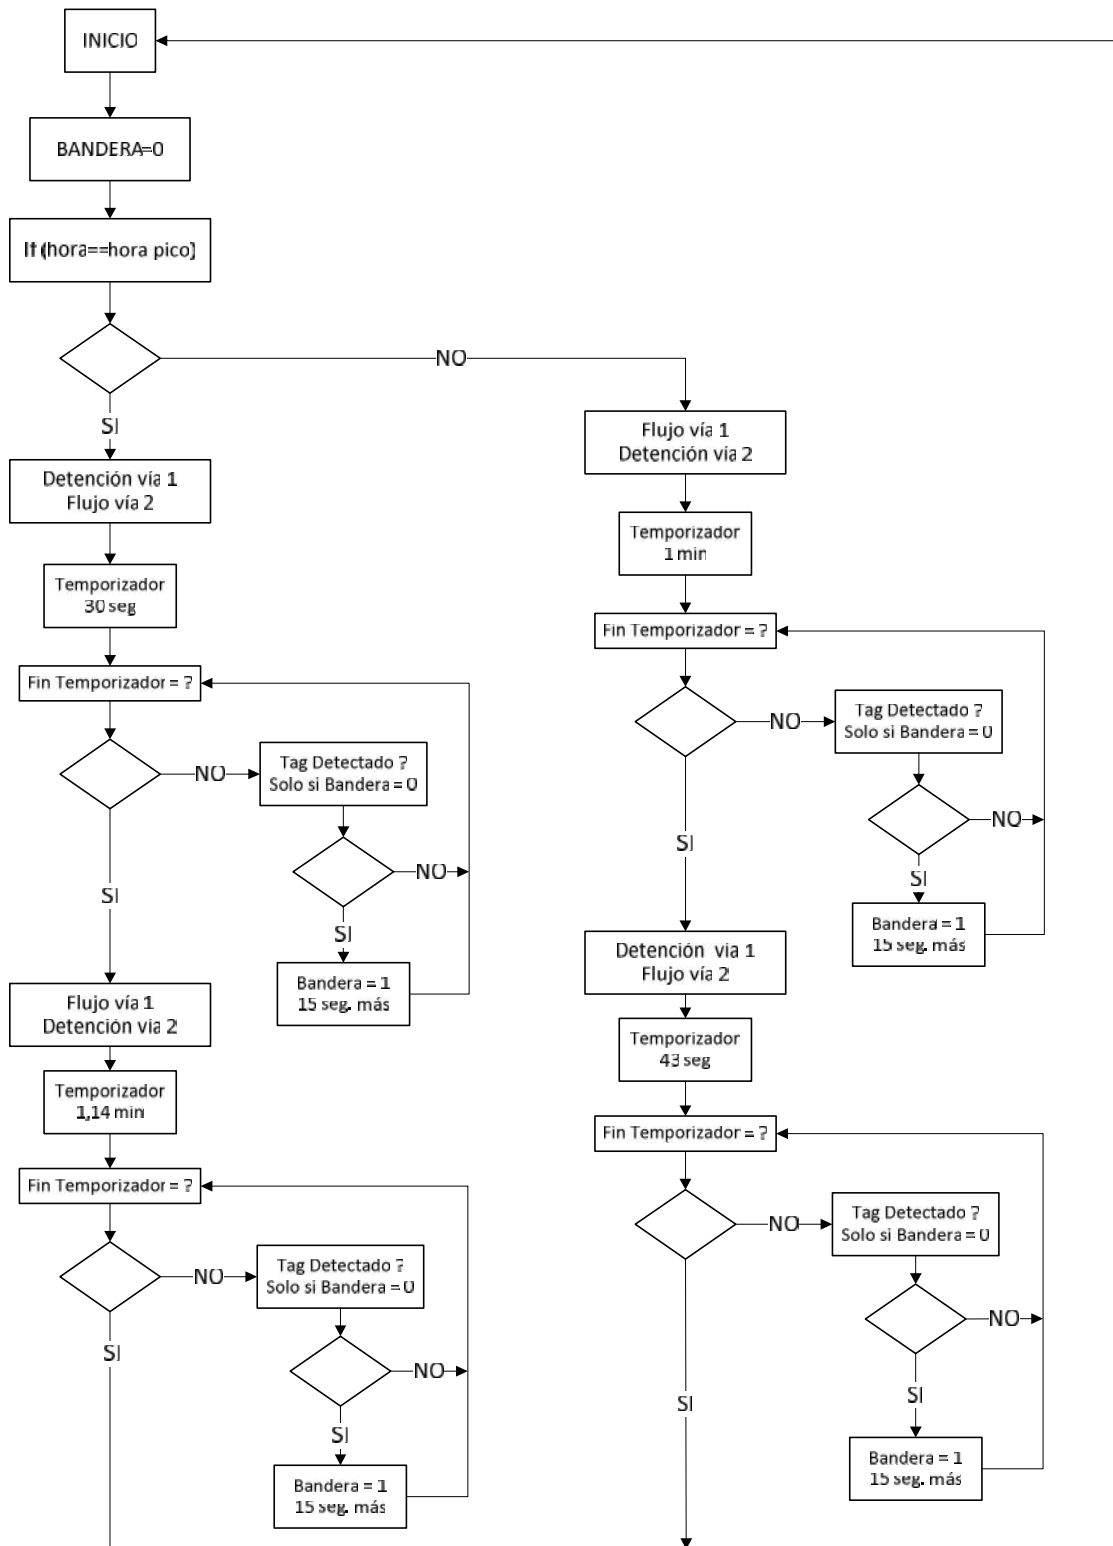 INICIO
BANDERA=0
If (hora==hora pico)
NO
SI
Detención vía 1
Flujo vía 2
Temporizador
30 seg
Fin Temporizador = ?
NO
Tag Detectado ?
Solo si Bandera = 0
NO
SI
Bandera = 1
15 seg. más
SI
Flujo vía 1
Detención vía 2
Temporizador
1,14 min
Fin Temporizador = ?
NO
Tag Detectado ?
Solo si Bandera = 0
NO
SI
Bandera = 1
15 seg. más
SI
Flujo vía 1
Detención vía 2
Temporizador
1 min
Fin Temporizador = ?
NO
Tag Detectado ?
Solo si Bandera = 0
NO
SI
Bandera = 1
15 seg. más
SI
Detención vía 1
Flujo vía 2
Temporizador
43 seg
Fin Temporizador = ?
NO
Tag Detectado ?
Solo si Bandera = 0
NO
SI
Bandera = 1
15 seg. más
SI